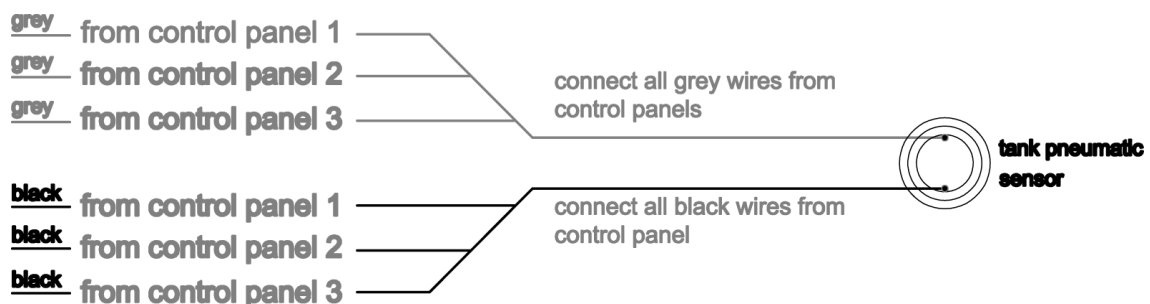 grey from control panel 1
grey from control panel 2
grey from control panel 3
connect all grey wires from
control panels
tank pneumatic
sensor
black from control panel 1
black from control panel 2
black from control panel 3
connect all black wires from
control panel